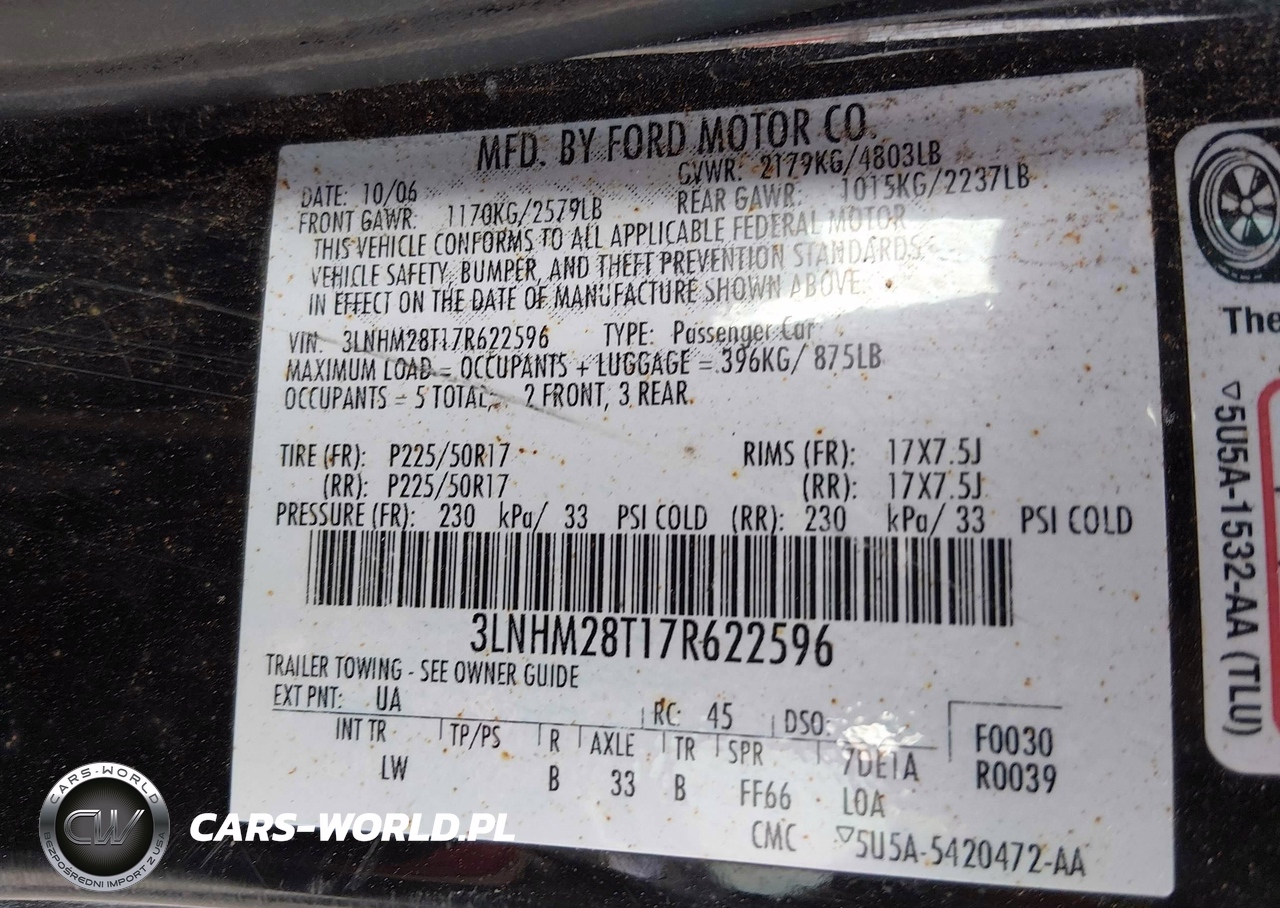 MFD. BY FORD MOTOR CO.
DATE: 10/06 GVWR: 2179KG/4803LB
FRONT GAWR: 1170KG/2579LB REAR GAWR: 1015KG/2237LB
THIS VEHICLE CONFORMS TO ALL APPLICABLE FEDERAL MOTOR
VEHICLE SAFETY, BUMPER, AND THEFT PREVENTION STANDARDS
IN EFFECT ON THE DATE OF MANUFACTURE SHOWN ABOVE.
VIN: 3LNHM28T17R622596 TYPE: Passenger Car
MAXIMUM LOAD = OCCUPANTS + LUGGAGE = 396KG/ 875LB
OCCUPANTS = 5 TOTAL, 2 FRONT, 3 REAR.
TIRE (FR): P225/50R17 RIMS (FR): 17X7.5J
(RR): P225/50R17 (RR): 17X7.5J
PRESSURE (FR): 230 kPa/ 33 PSI COLD (RR): 230 kPa/ 33 PSI COLD
3LNHM28T17R622596
TRAILER TOWING - SEE OWNER GUIDE
EXT PNT: UA RC: 45 DSO:
F0030
R0039
INT TR TP/PS R AXLE TR SPR 7DE1A
LW B 33 B FF66 LOA
CMC ▽5U5A-5420472-AA
The
▽5U5A-1532-AA (TLU)
CARS-WORLD
CW
BEZPOŚREDNI IMPORT Z USA
CARS-WORLD.PL